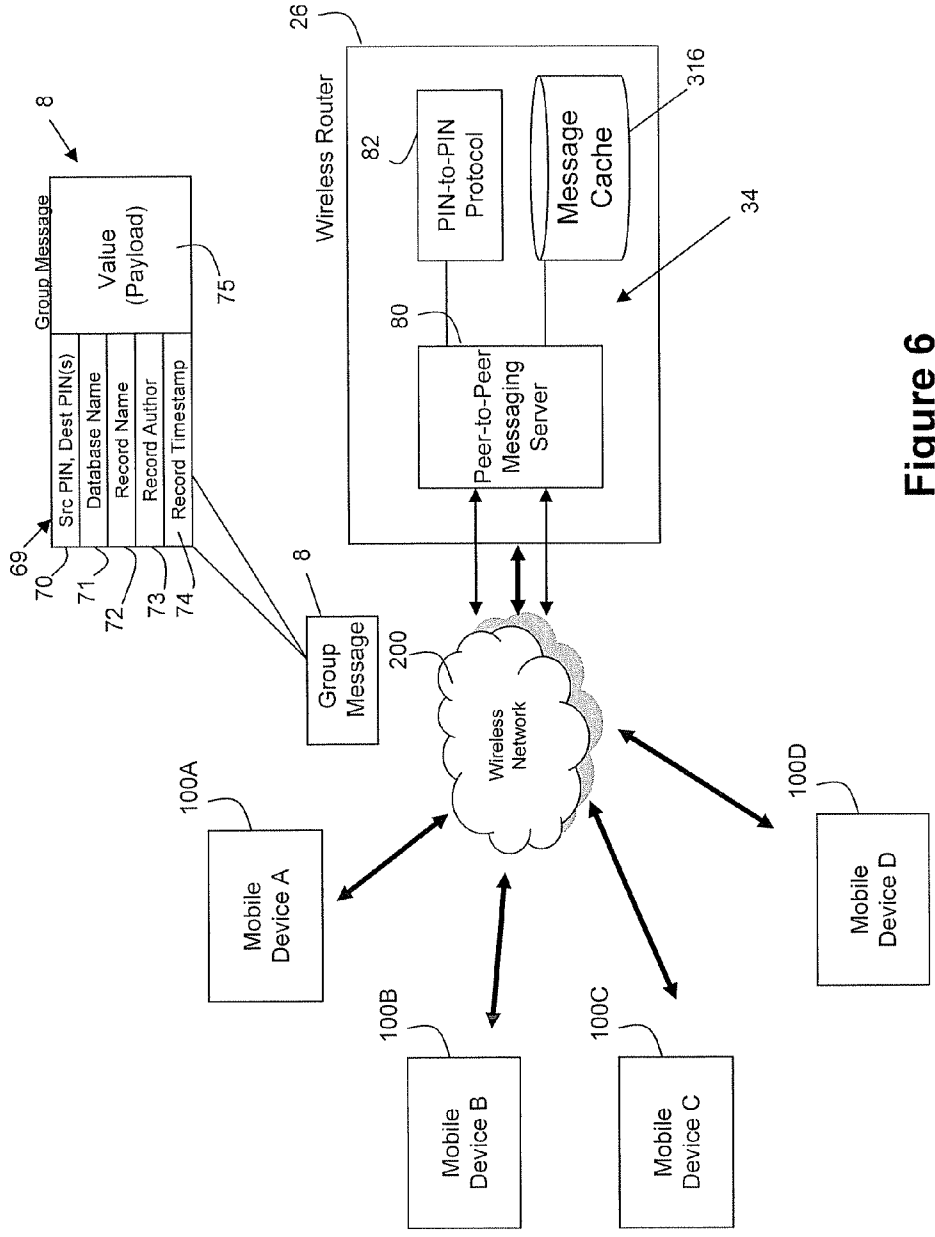 Group Message
8
69
70
Src PIN, Dest PIN(s)
71
Database Name
72
Record Name
73
Record Author
74
Record Timestamp
Value
(Payload)
75
8
Group
Message
100A
Mobile
Device A
100B
Mobile
Device B
100C
Mobile
Device C
100D
Mobile
Device D
200
Wireless
Network
Wireless Router
26
80
Peer-to-Peer
Messaging
Server
82
PIN-to-PIN
Protocol
Message
Cache
316
34
Figure 6